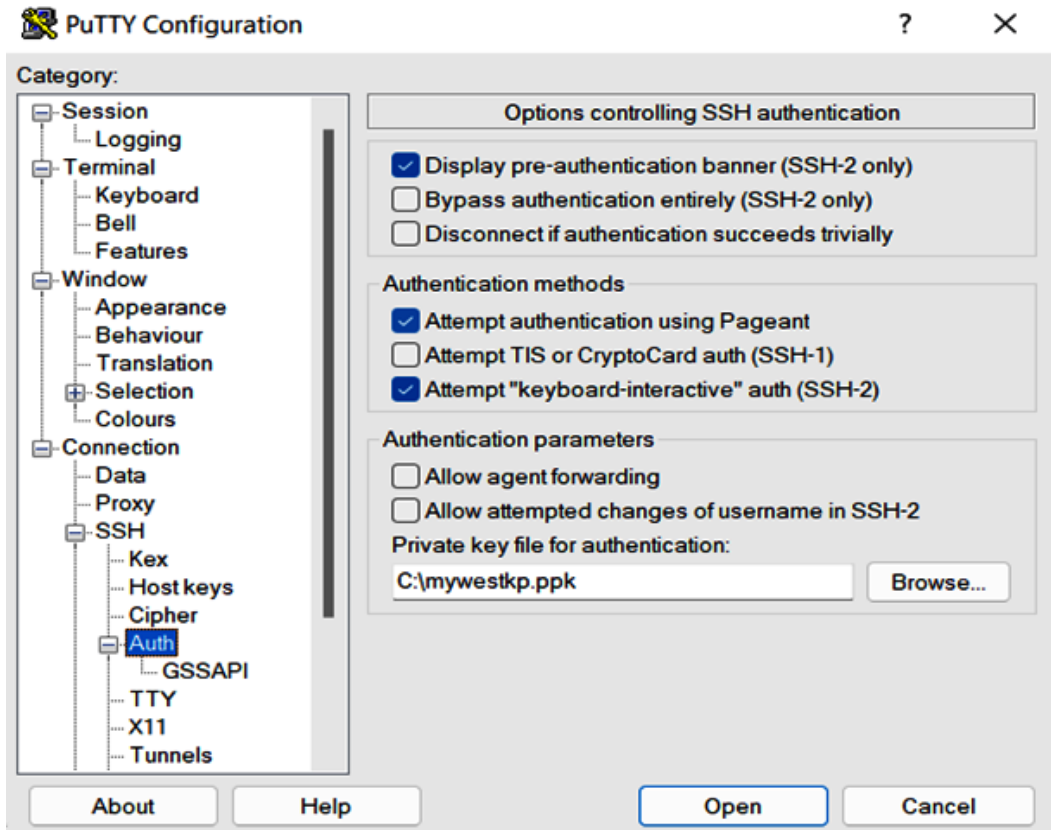 PuTTY Configuration
?
Category:
Session
Logging
Terminal
Keyboard
Bell
Features
Window
Appearance
Behaviour
Translation
Selection
Colours
Connection
Data
Proxy
SSH
Kex
Host keys
Cipher
Auth
GSSAPI
TTY
X11
Tunnels
Options controlling SSH authentication
Display pre-authentication banner (SSH-2 only)
Bypass authentication entirely (SSH-2 only)
Disconnect if authentication succeeds trivially
Authentication methods
Attempt authentication using Pageant
Attempt TIS or CryptoCard auth (SSH-1)
Attempt "keyboard-interactive" auth (SSH-2)
Authentication parameters
Allow agent forwarding
Allow attempted changes of username in SSH-2
Private key file for authentication:
C:\mywestkp.ppk
Browse...
About
Help
Open
Cancel